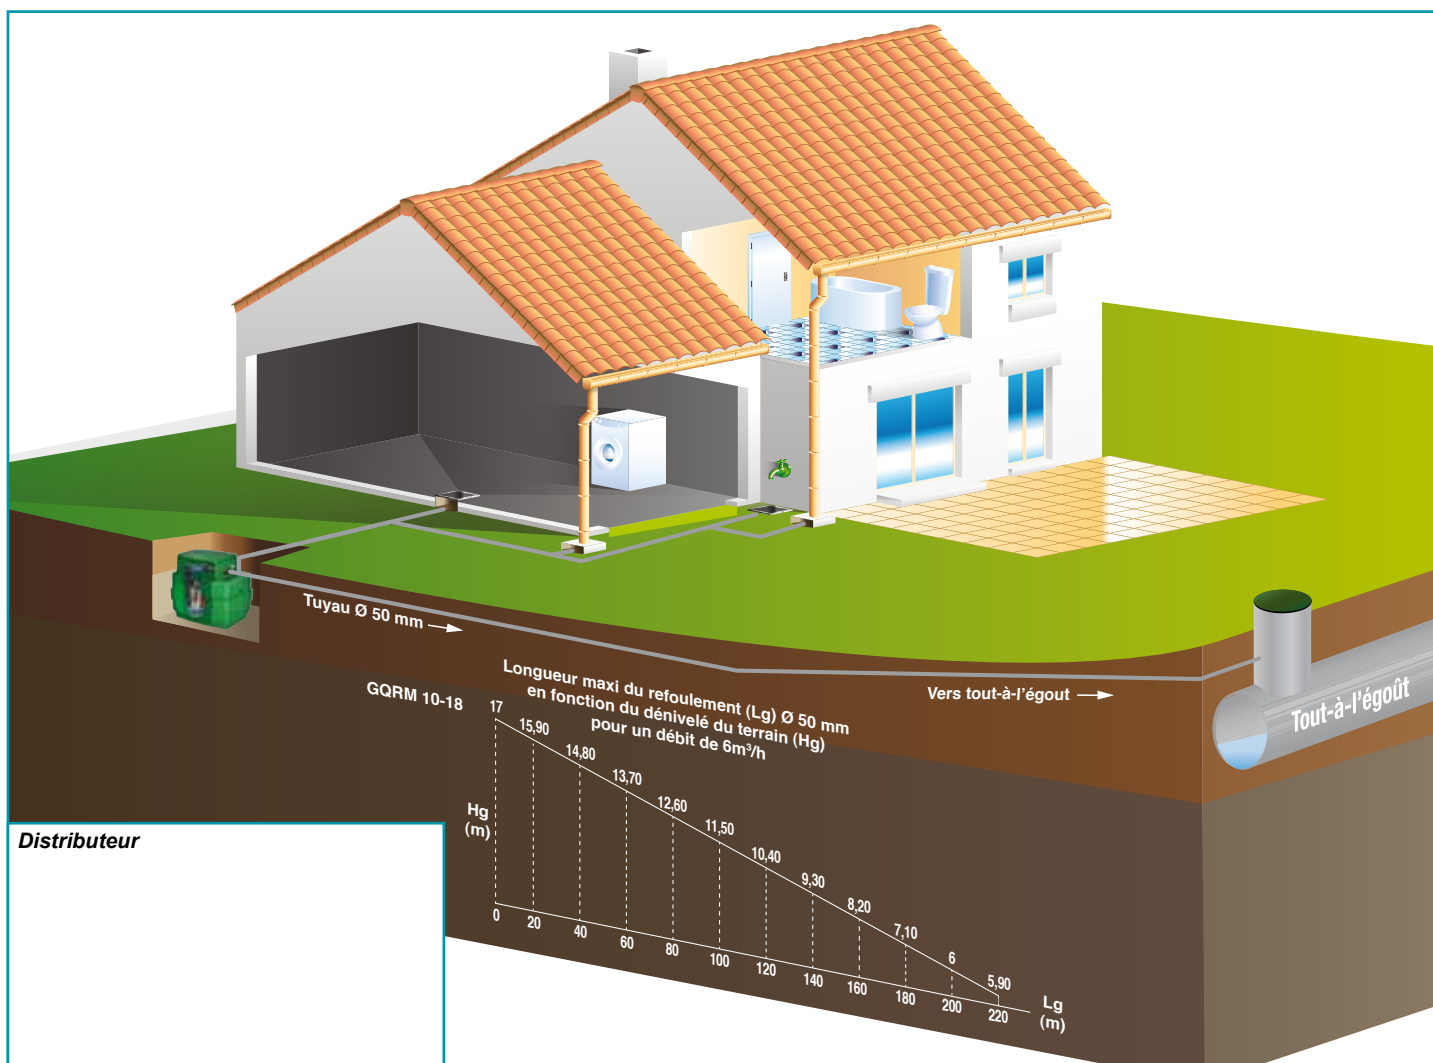 Tuyau Ø 50 mm
Vers tout-à-l'égout
Tout-à-l'égoût
GQRM 10-18
Longueur maxi du refoulement (Lg) Ø 50 mm
en fonction du dénivelé du terrain (Hg)
pour un débit de 6m³/h
17
15,90
14,80
13,70
12,60
11,50
10,40
9,30
8,20
7,10
6
5,90
Hg
(m)
0
20
40
60
80
100
120
140
160
180
200
220
Lg
(m)
Distributeur